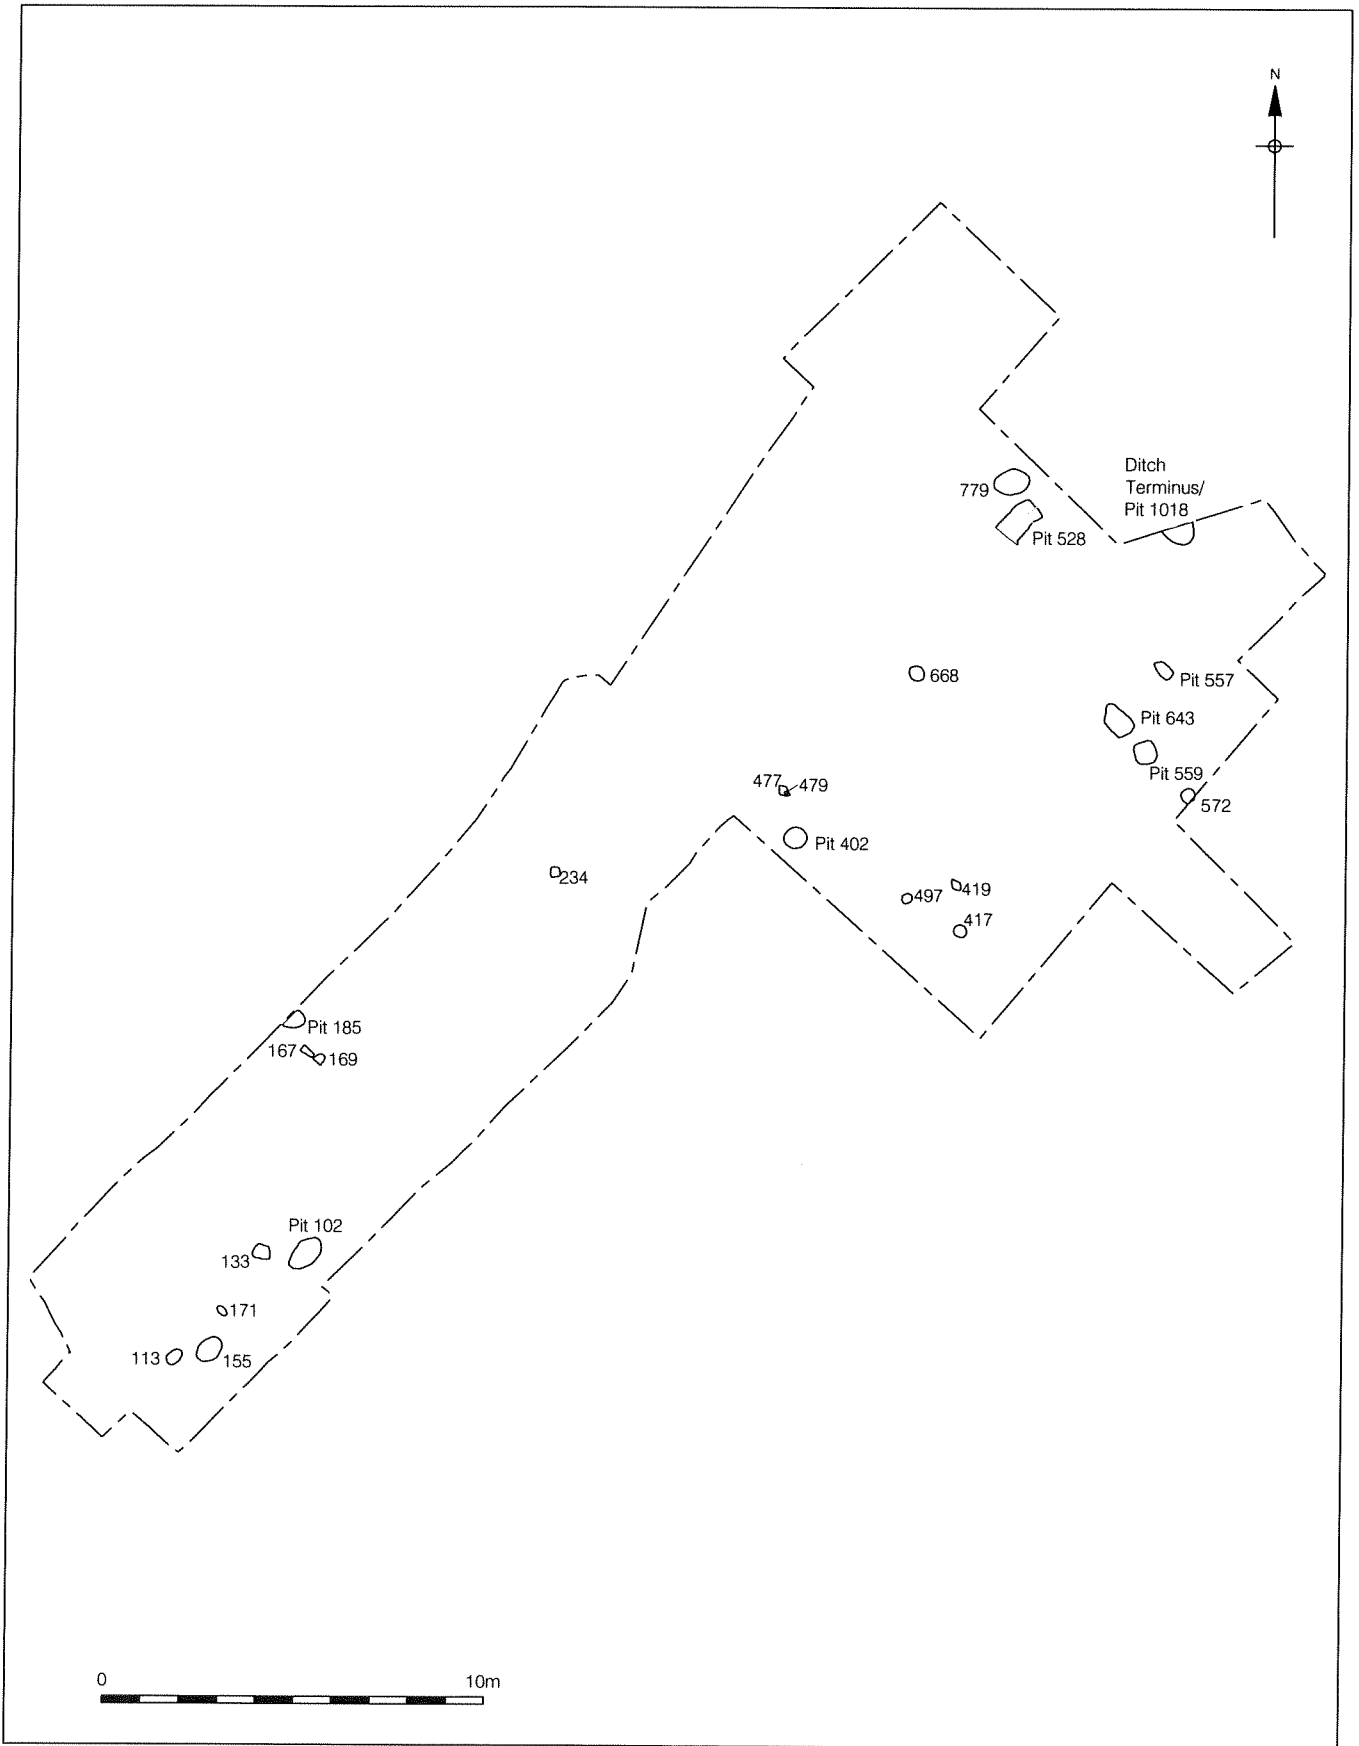 N
Ditch
Terminus/
Pit 1018
779
Pit 528
668
Pit 557
Pit 643
Pit 559
572
477
479
Pit 402
234
497
419
417
Pit 185
167
169
Pit 102
133
171
113
155
0
10m